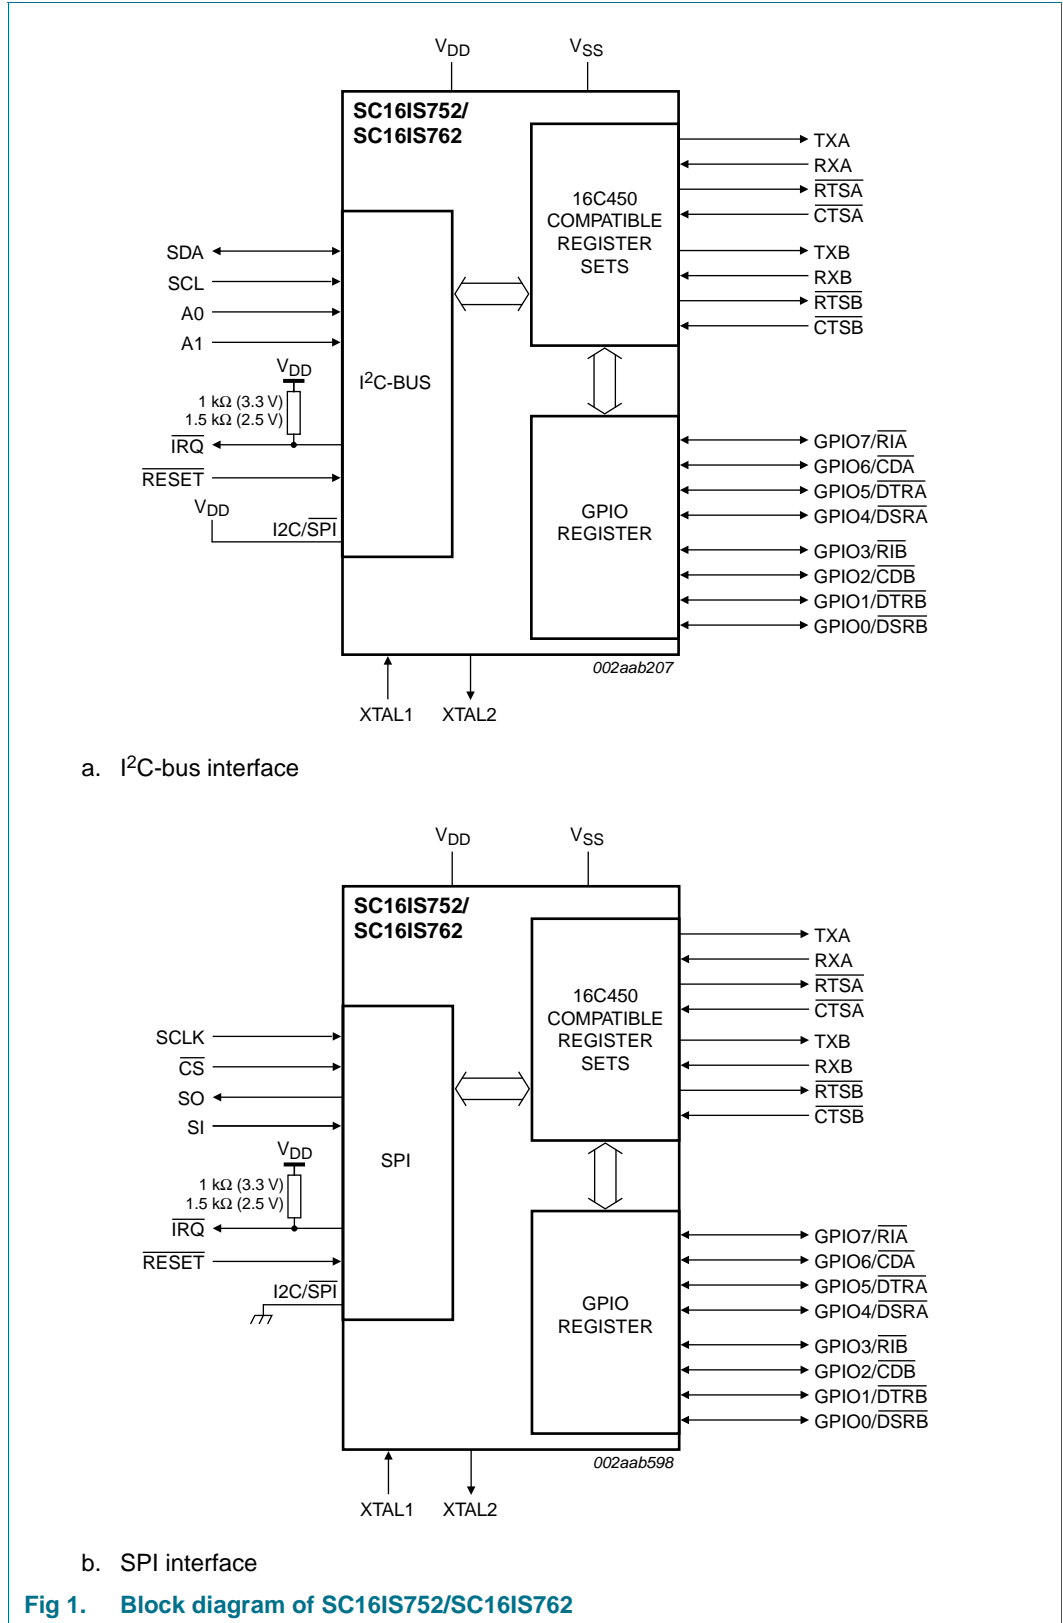 VDD
VSS
SC16IS752/
SC16IS762
16C450
COMPATIBLE
REGISTER
SETS
TXA
RXA
RTSA
CTSA
TXB
RXB
RTSB
CTSB
SDA
SCL
A0
A1
VDD
1 kΩ (3.3 V)
1.5 kΩ (2.5 V)
IRQ
RESET
VDD
I2C/SPI
I2C-BUS
GPIO
REGISTER
GPIO7/RIA
GPIO6/CDA
GPIO5/DTRA
GPIO4/DSRA
GPIO3/RIB
GPIO2/CDB
GPIO1/DTRB
GPIO0/DSRB
002aab207
XTAL1
XTAL2
a. I2C-bus interface
VDD
VSS
SC16IS752/
SC16IS762
16C450
COMPATIBLE
REGISTER
SETS
TXA
RXA
RTSA
CTSA
TXB
RXB
RTSB
CTSB
SCLK
CS
SO
SI
VDD
1 kΩ (3.3 V)
1.5 kΩ (2.5 V)
IRQ
RESET
I2C/SPI
SPI
GPIO
REGISTER
GPIO7/RIA
GPIO6/CDA
GPIO5/DTRA
GPIO4/DSRA
GPIO3/RIB
GPIO2/CDB
GPIO1/DTRB
GPIO0/DSRB
002aab598
XTAL1
XTAL2
b. SPI interface
Fig 1. Block diagram of SC16IS752/SC16IS762